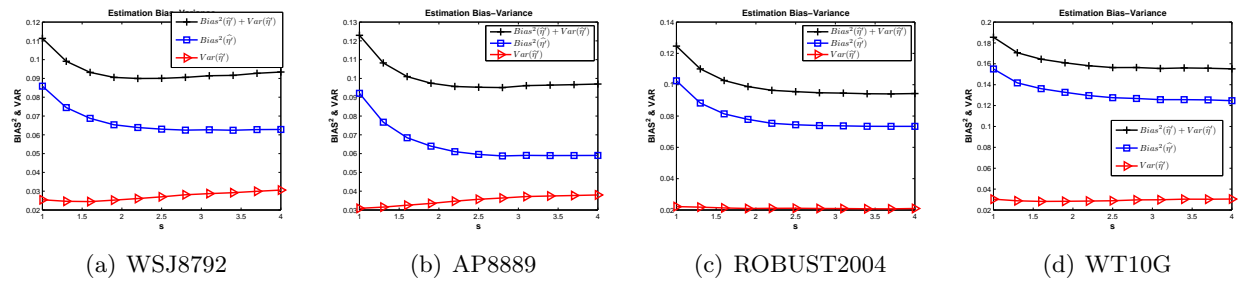 Estimation Bias-Variance
Bias²(η̂′) + Var(η̂′)
Bias²(η̂′)
Var(η̂′)
BIAS² & VAR
0.13
0.12
0.11
0.1
0.09
0.08
0.07
0.06
0.05
0.04
0.03
0.02
1 1.5 2 2.5 3 3.5 4
s
(a) WSJ8792
Estimation Bias-Variance
Bias²(η̂′) + Var(η̂′)
Bias²(η̂′)
Var(η̂′)
BIAS² & VAR
0.13
0.12
0.11
0.1
0.09
0.08
0.07
0.06
0.05
0.04
0.03
1 1.5 2 2.5 3 3.5 4
s
(b) AP8889
Estimation Bias-Variance
Bias²(η̂′) + Var(η̂′)
Bias²(η̂′)
Var(η̂′)
BIAS² & VAR
0.14
0.12
0.1
0.08
0.06
0.04
0.02
1 1.5 2 2.5 3 3.5 4
s
(c) ROBUST2004
Estimation Bias-Variance
Bias²(η̂′) + Var(η̂′)
Bias²(η̂′)
Var(η̂′)
BIAS² & VAR
0.2
0.18
0.16
0.14
0.12
0.1
0.08
0.06
0.04
0.02
1 1.5 2 2.5 3 3.5 4
s
(d) WT10G